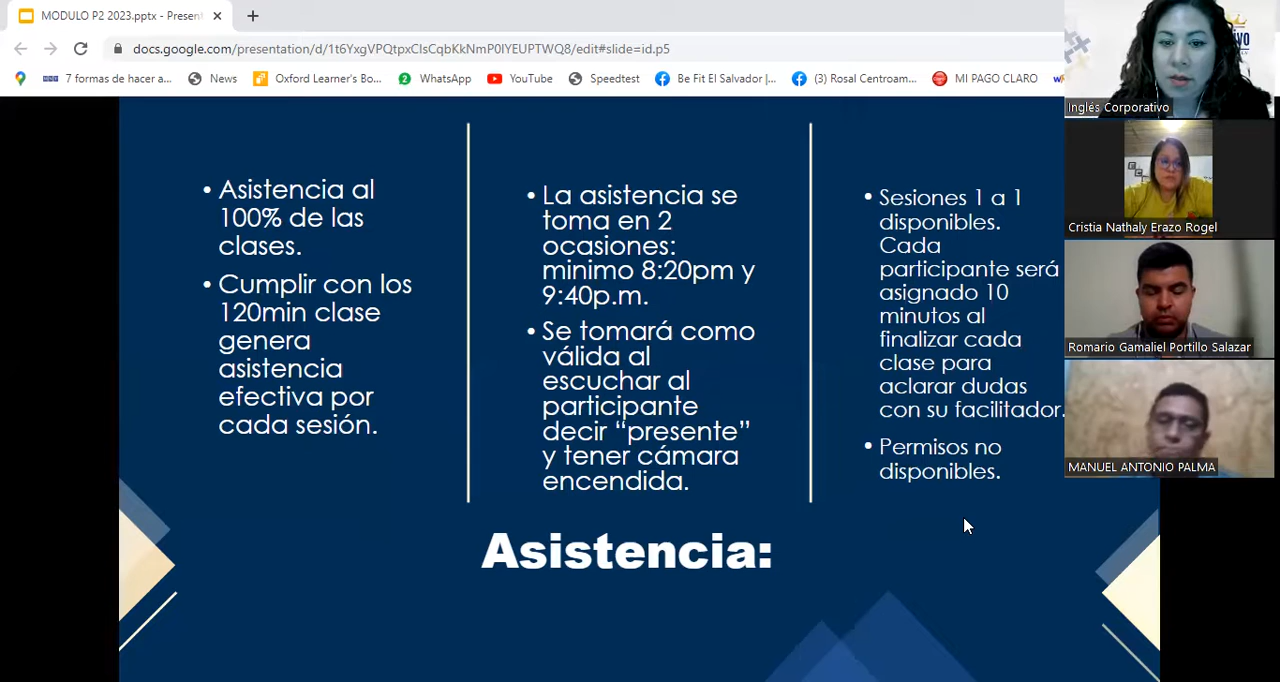 MODULO P2 2023.pptx - Present
docs.google.com/presentation/d/1t6YxgVPQtpxCIsCqbKkNmP0lYEUPTWQ8/edit#slide=id.p5
7 formas de hacer a...
News
Oxford Learner's Bo...
WhatsApp
YouTube
Speedtest
Be Fit El Salvador |...
(3) Rosal Centroam...
MI PAGO CLARO
• Asistencia al
100% de las
clases.
• Cumplir con los
120min clase
genera
asistencia
efectiva por
cada sesión.
• La asistencia se
toma en 2
ocasiones:
minimo 8:20pm y
9:40p.m.
• Se tomará como
válida al
escuchar al
participante
decir “presente”
y tener cámara
encendida.
• Sesiones 1 a 1
disponibles.
Cada
participante será
asignado 10
minutos al
finalizar cada
clase para
aclarar dudas
con su facilitador.
• Permisos no
disponibles.
Asistencia:
Inglés Corporativo
Cristia Nathaly Erazo Rogel
Romario Gamaliel Portillo Salazar
MANUEL ANTONIO PALMA